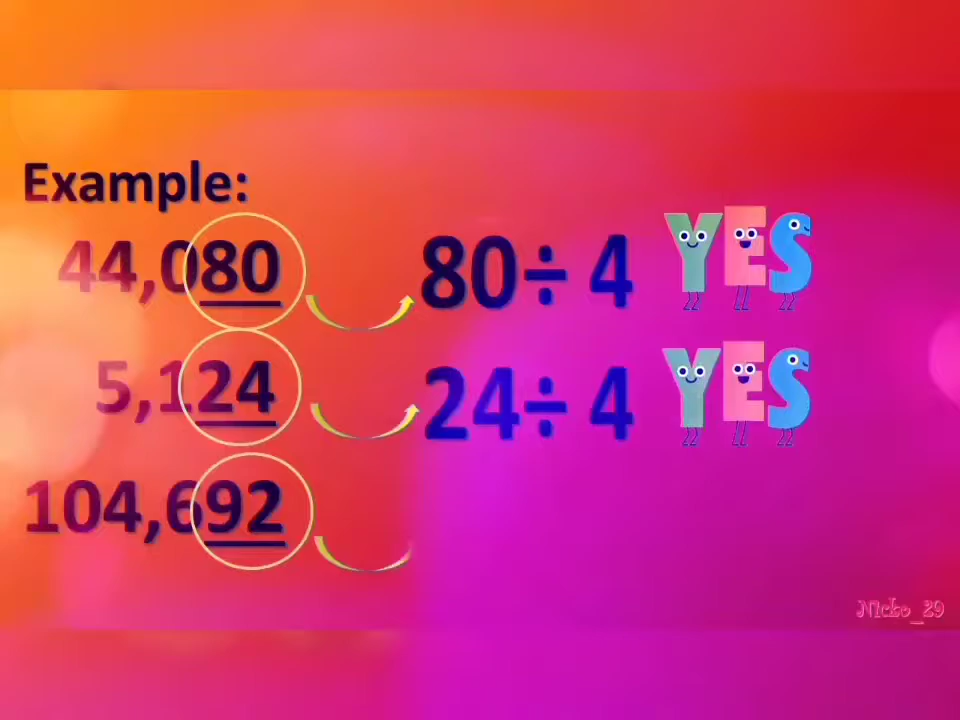 Example:
44,080 80÷ 4 YES
5,124 24÷ 4 YES
104,692
Nicko_29